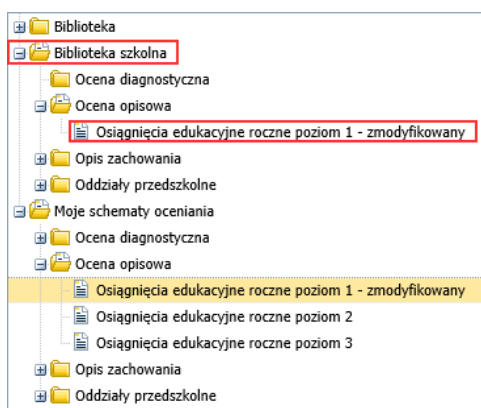 Biblioteka
Biblioteka szkolna
Ocena diagnostyczna
Ocena opisowa
Osiągnięcia edukacyjne roczne poziom 1 - zmodyfikowany
Opis zachowania
Oddziały przedszkolne
Moje schematy oceniania
Ocena diagnostyczna
Ocena opisowa
Osiągnięcia edukacyjne roczne poziom 1 - zmodyfikowany
Osiągnięcia edukacyjne roczne poziom 2
Osiągnięcia edukacyjne roczne poziom 3
Opis zachowania
Oddziały przedszkolne